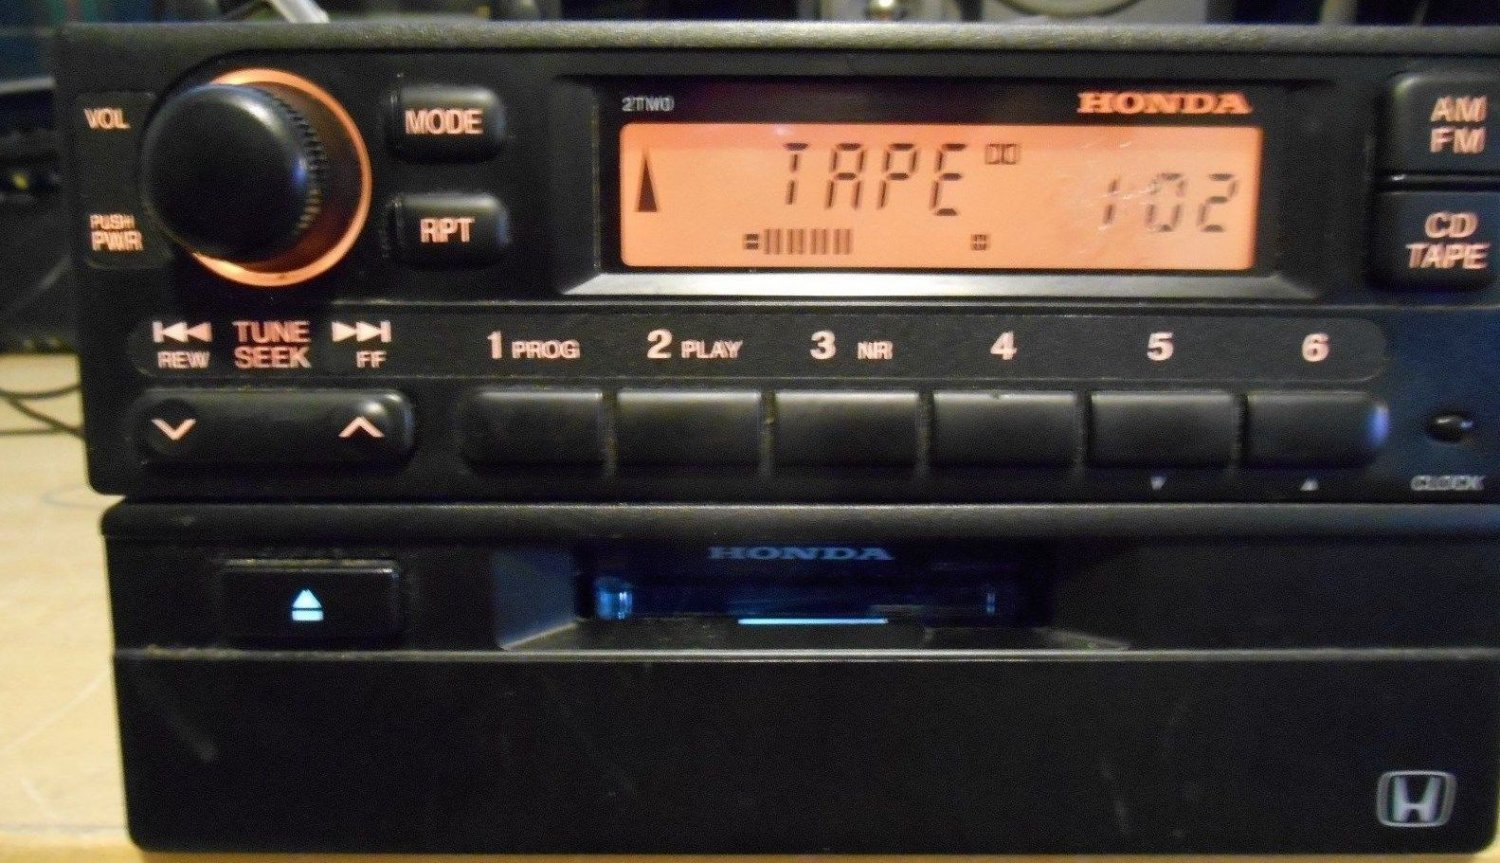 VOL
PUSH
PWR
MODE
RPT
2TW0
HONDA
TAPE
1:02
AM
FM
CD
TAPE
TUNE
SEEK
REW
FF
1 PROG
2 PLAY
3 NR
4
5
6
CLOCK
HONDA